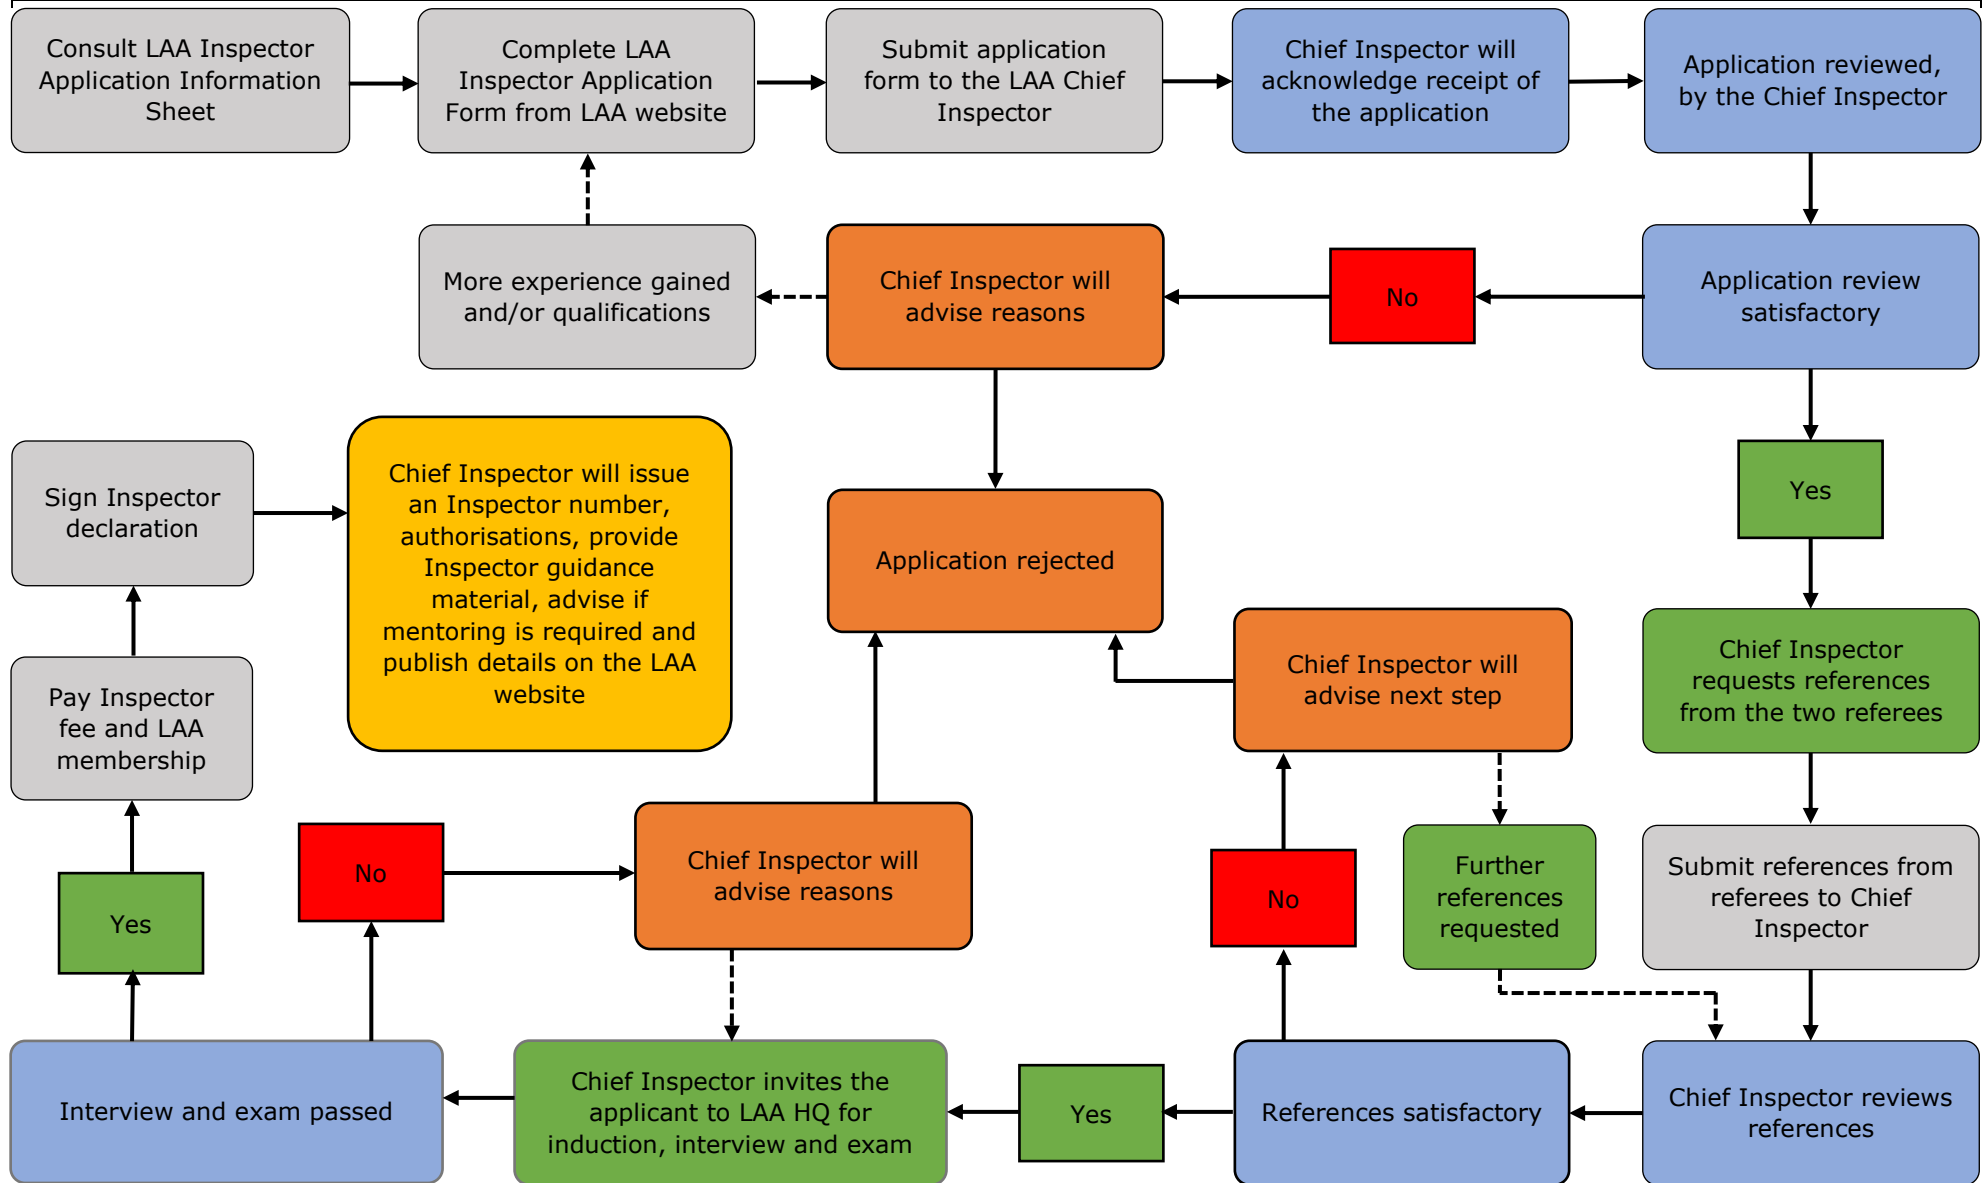 Consult LAA Inspector
Application Information
Sheet
Complete LAA
Inspector Application
Form from LAA website
Submit application
form to the LAA Chief
Inspector
Chief Inspector will
acknowledge receipt of
the application
Application reviewed,
by the Chief Inspector
More experience gained
and/or qualifications
Chief Inspector will
advise reasons
No
Application review
satisfactory
Sign Inspector
declaration
Chief Inspector will issue
an Inspector number,
authorisations, provide
Inspector guidance
material, advise if
mentoring is required and
publish details on the LAA
website
Application rejected
Yes
Pay Inspector
fee and LAA
membership
Chief Inspector will
advise next step
Chief Inspector
requests references
from the two referees
Yes
No
Chief Inspector will
advise reasons
No
Further
references
requested
Submit references from
referees to Chief
Inspector
Interview and exam passed
Chief Inspector invites the
applicant to LAA HQ for
induction, interview and exam
Yes
References satisfactory
Chief Inspector reviews
references